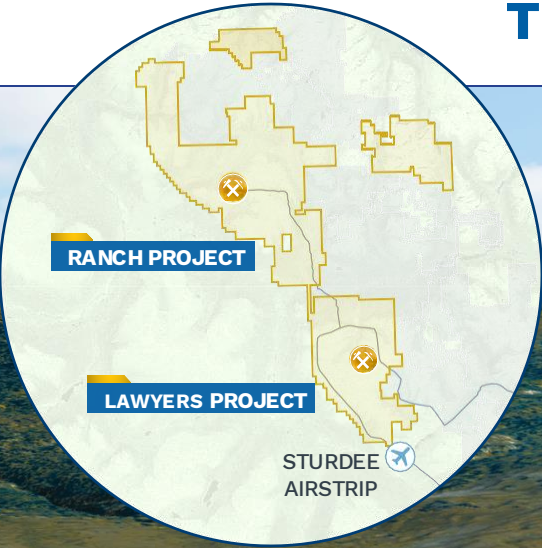 T
RANCH PROJECT
LAWYERS PROJECT
STURDEE
AIRSTRIP